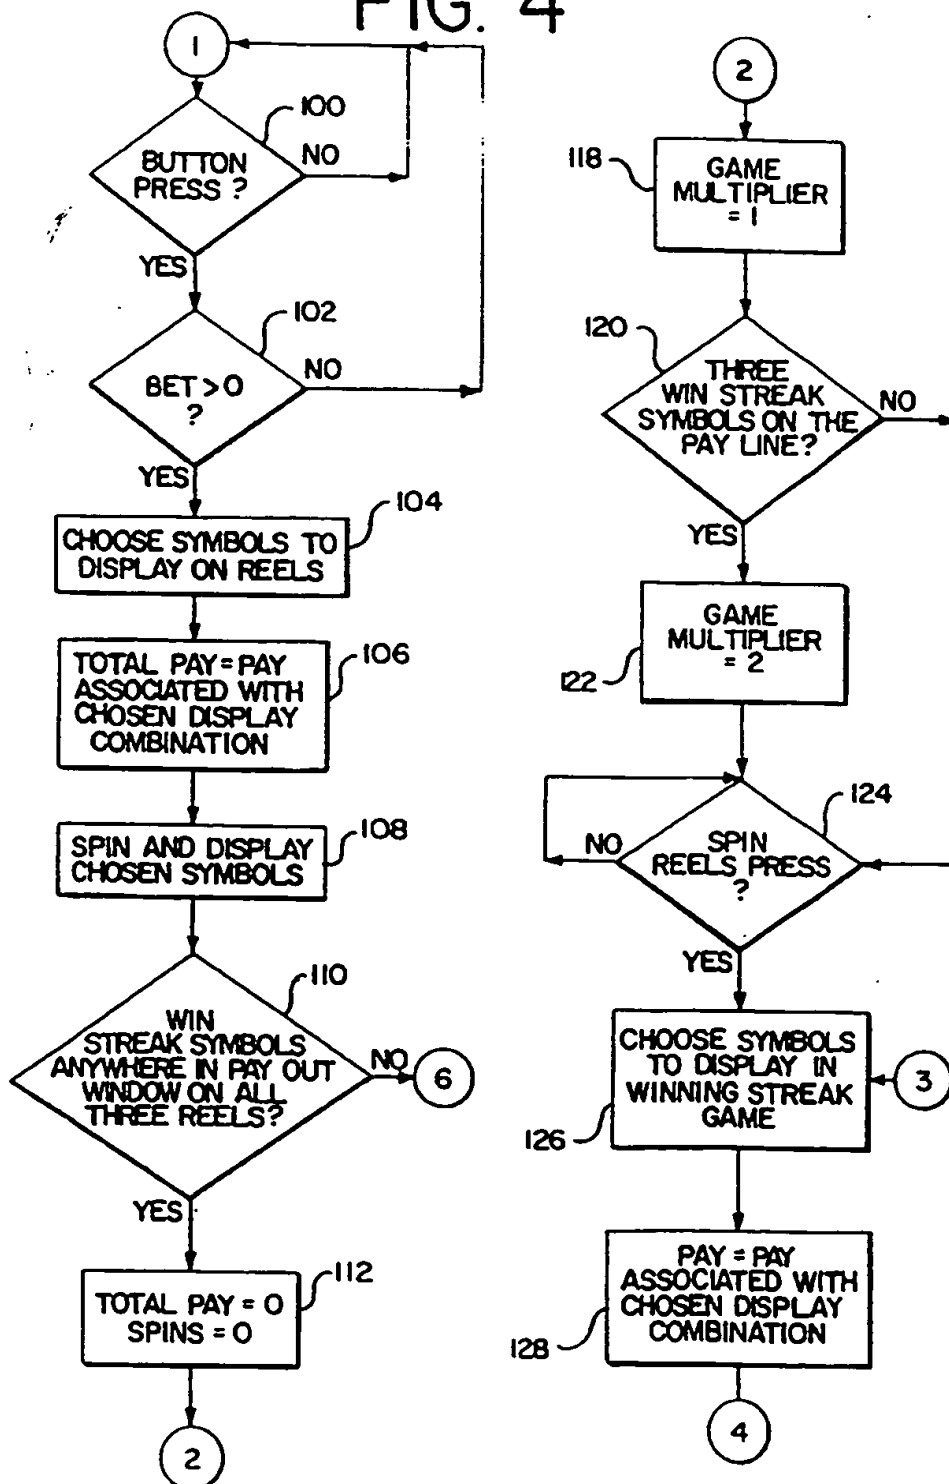 FIG. 4
1
100
BUTTON
PRESS ?
NO
YES
102
BET > 0
?
NO
YES
104
CHOOSE SYMBOLS TO
DISPLAY ON REELS
106
TOTAL PAY = PAY
ASSOCIATED WITH
CHOSEN DISPLAY
COMBINATION
108
SPIN AND DISPLAY
CHOSEN SYMBOLS
110
WIN
STREAK SYMBOLS
ANYWHERE IN PAY OUT
WINDOW ON ALL
THREE REELS?
NO
6
YES
112
TOTAL PAY = 0
SPINS = 0
2
2
118
GAME
MULTIPLIER
= 1
120
THREE
WIN STREAK
SYMBOLS ON THE
PAY LINE?
NO
YES
GAME
MULTIPLIER
= 2
122
124
SPIN
REELS PRESS
?
NO
YES
CHOOSE SYMBOLS
TO DISPLAY IN
WINNING STREAK
GAME
3
126
PAY = PAY
ASSOCIATED WITH
CHOSEN DISPLAY
COMBINATION
128
4